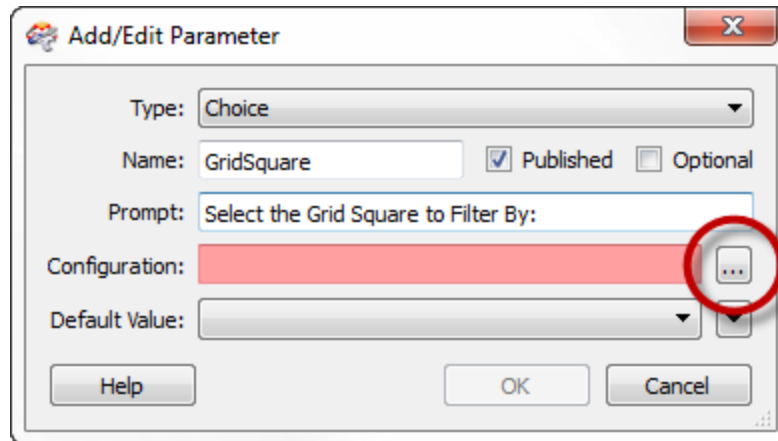 Add/Edit Parameter
Type: Choice
Name: GridSquare Published Optional
Prompt: Select the Grid Square to Filter By:
Configuration: ...
Default Value:
Help OK Cancel